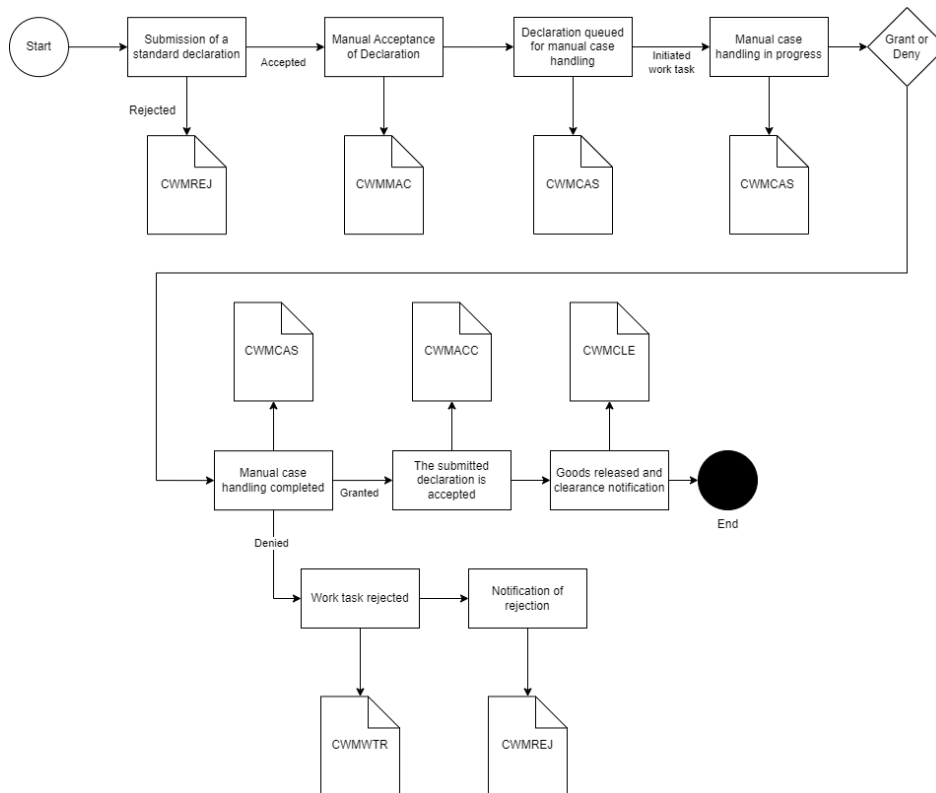 Start
Submission of a
standard declaration
Accepted
Manual Acceptance
of Declaration
Declaration queued
for manual case
handling
Initiated
work task
Manual case
handling in progress
Grant or
Deny
Rejected
CWMREJ
CWMMAC
CWMCAS
CWMCAS
CWMCAS
CWMACC
CWMCLE
Manual case
handling completed
Granted
The submitted
declaration is
accepted
Goods released and
clearance notification
End
Denied
Work task rejected
Notification of
rejection
CWMWTR
CWMREJ